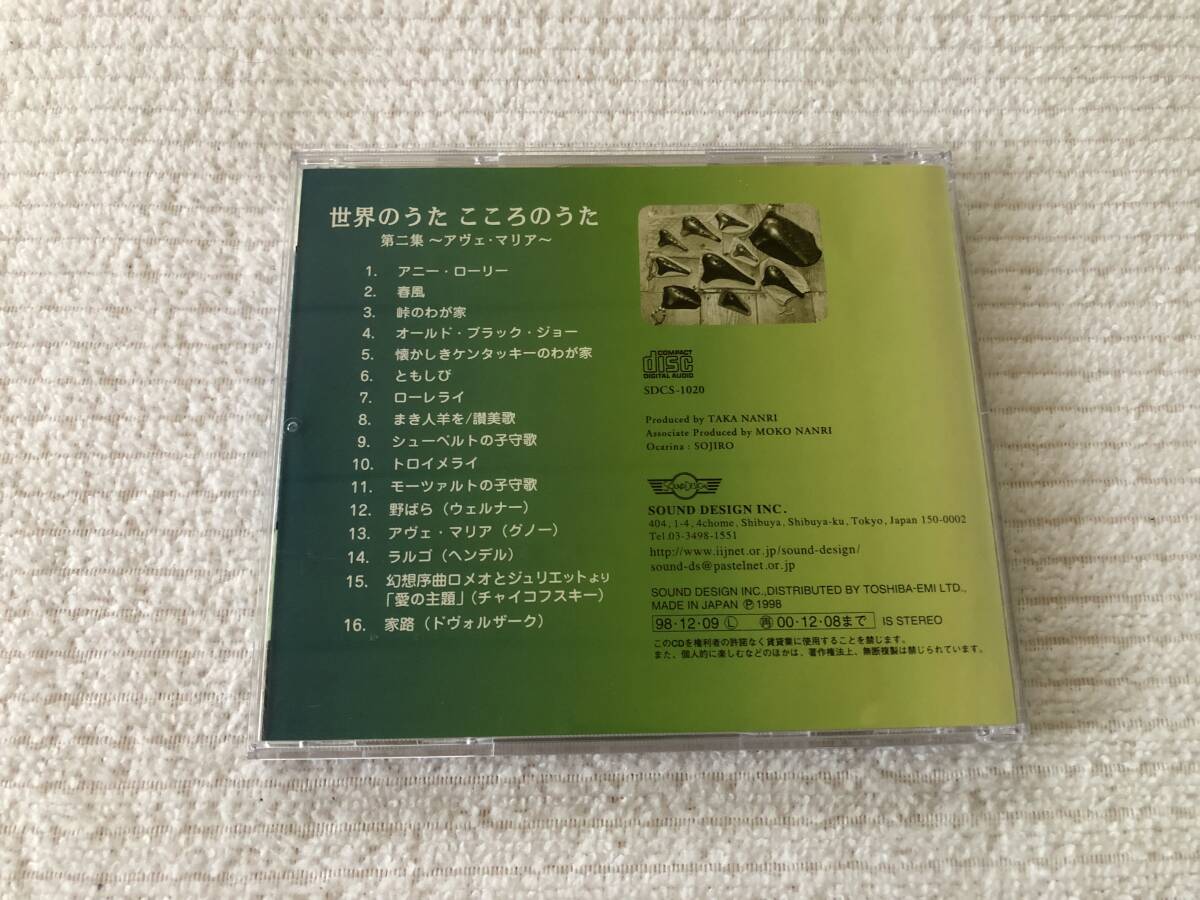 世界のうた こころのうた
第二集 〜アヴェ・マリア〜
1. アニー・ローリー
2. 春風
3. 峠のわが家
4. オールド・ブラック・ジョー
5. 懐かしきケンタッキーのわが家
6. ともしび
7. ローレライ
8. まき人羊を/讃美歌
9. シューベルトの子守歌
10. トロイメライ
11. モーツァルトの子守歌
12. 野ばら（ウェルナー）
13. アヴェ・マリア（グノー）
14. ラルゴ（ヘンデル）
15. 幻想序曲ロメオとジュリエットより
「愛の主題」（チャイコフスキー）
16. 家路（ドヴォルザーク）
COMPACT
disc
DIGITAL AUDIO
SDCS-1020
Produced by TAKA NANRI
Associate Produced by MOKO NANRI
Ocarina : SOJIRO
SOUND DESIGN
SOUND DESIGN INC.
404, 1-4, 4chome, Shibuya, Shibuya-ku, Tokyo, Japan 150-0002
Tel.03-3498-1551
http://www.iijnet.or.jp/sound-design/
sound-ds@pastelnet.or.jp
SOUND DESIGN INC.,DISTRIBUTED BY TOSHIBA-EMI LTD.,
MADE IN JAPAN Ⓟ 1998
98・12・09 Ⓛ ㊞再 00・12・08まで IS STEREO
このCDを権利者の許諾なく賃貸業に使用することを禁じます。
また、個人的に楽しむなどのほかは、著作権法上、無断複製は禁じられています。